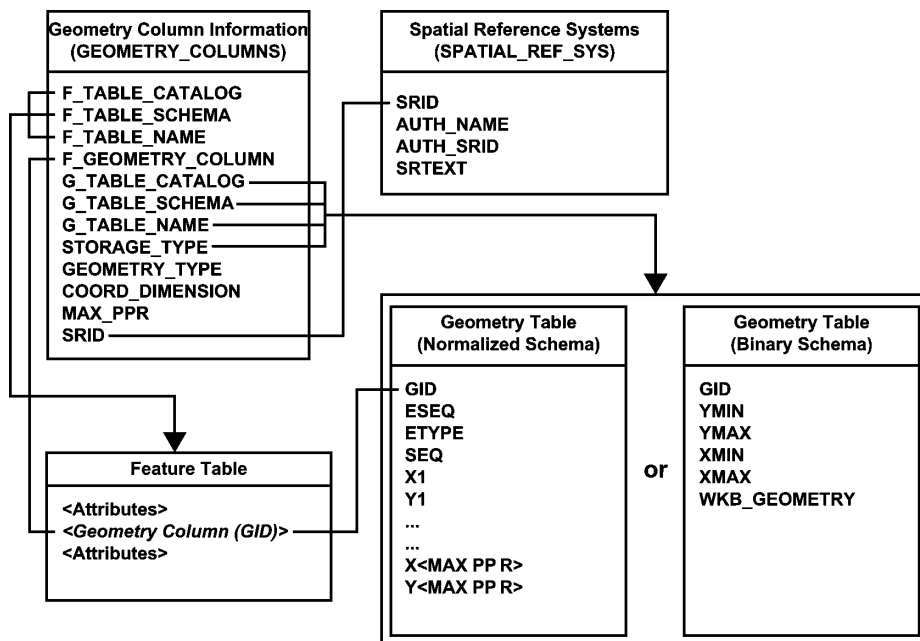 Geometry Column Information
(GEOMETRY_COLUMNS)
F_TABLE_CATALOG
F_TABLE_SCHEMA
F_TABLE_NAME
F_GEOMETRY_COLUMN
G_TABLE_CATALOG
G_TABLE_SCHEMA
G_TABLE_NAME
STORAGE_TYPE
GEOMETRY_TYPE
COORD_DIMENSION
MAX_PPR
SRID
Spatial Reference Systems
(SPATIAL_REF_SYS)
SRID
AUTH_NAME
AUTH_SRID
SRTEXT
Feature Table
<Attributes>
<Geometry Column (GID)>
<Attributes>
Geometry Table
(Normalized Schema)
GID
ESEQ
ETYPE
SEQ
X1
Y1
...
...
X<MAX PP R>
Y<MAX PP R>
or
Geometry Table
(Binary Schema)
GID
YMIN
YMAX
XMIN
XMAX
WKB_GEOMETRY